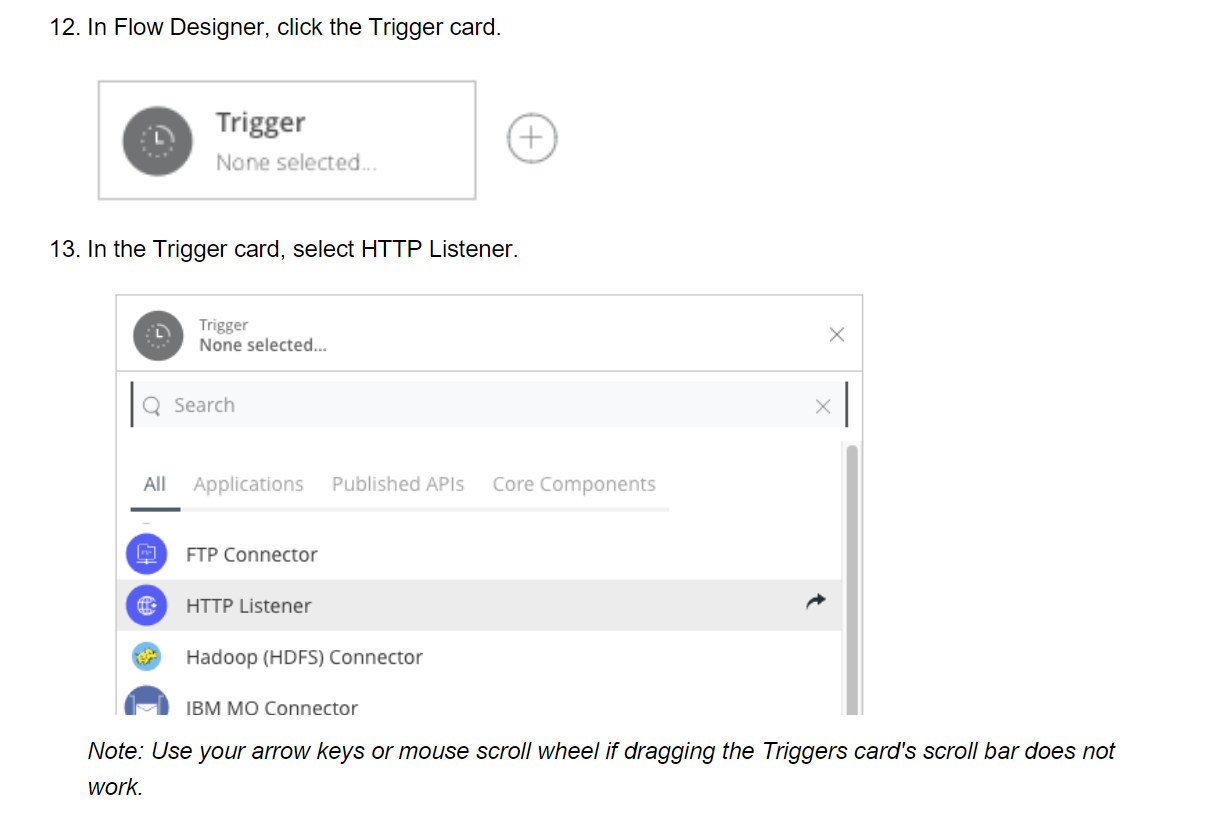 12. In Flow Designer, click the Trigger card.
Trigger
None selected...
13. In the Trigger card, select HTTP Listener.
Trigger
None selected...
Search
All Applications Published APIs Core Components
FTP Connector
HTTP Listener
Hadoop (HDFS) Connector
IBM MQ Connector
Note: Use your arrow keys or mouse scroll wheel if dragging the Triggers card's scroll bar does not
work.